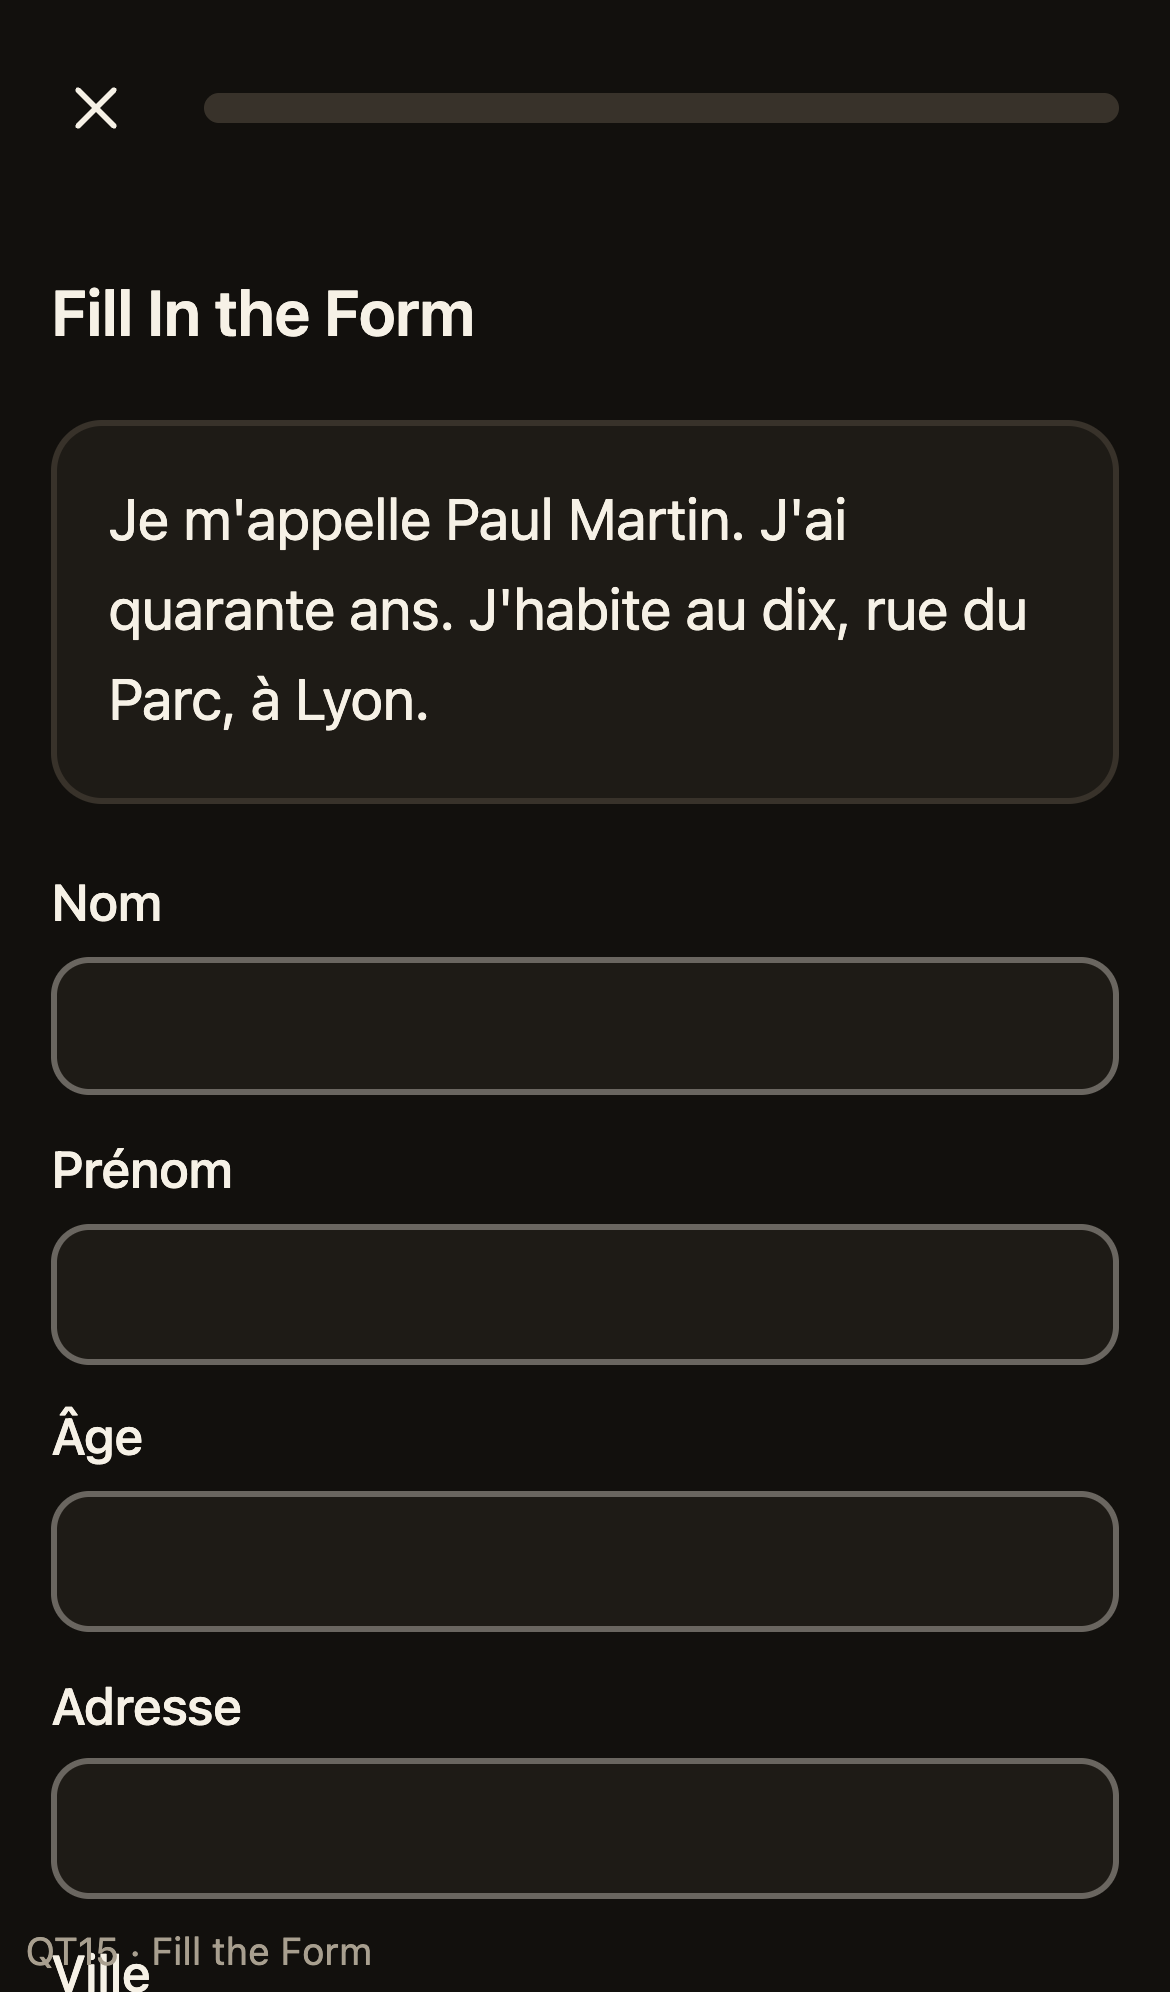 Fill In the Form
Je m'appelle Paul Martin. J'ai
quarante ans. J'habite au dix, rue du
Parc, à Lyon.
Nom
Prénom
Âge
Adresse
QT15 · Fill the Form
Ville